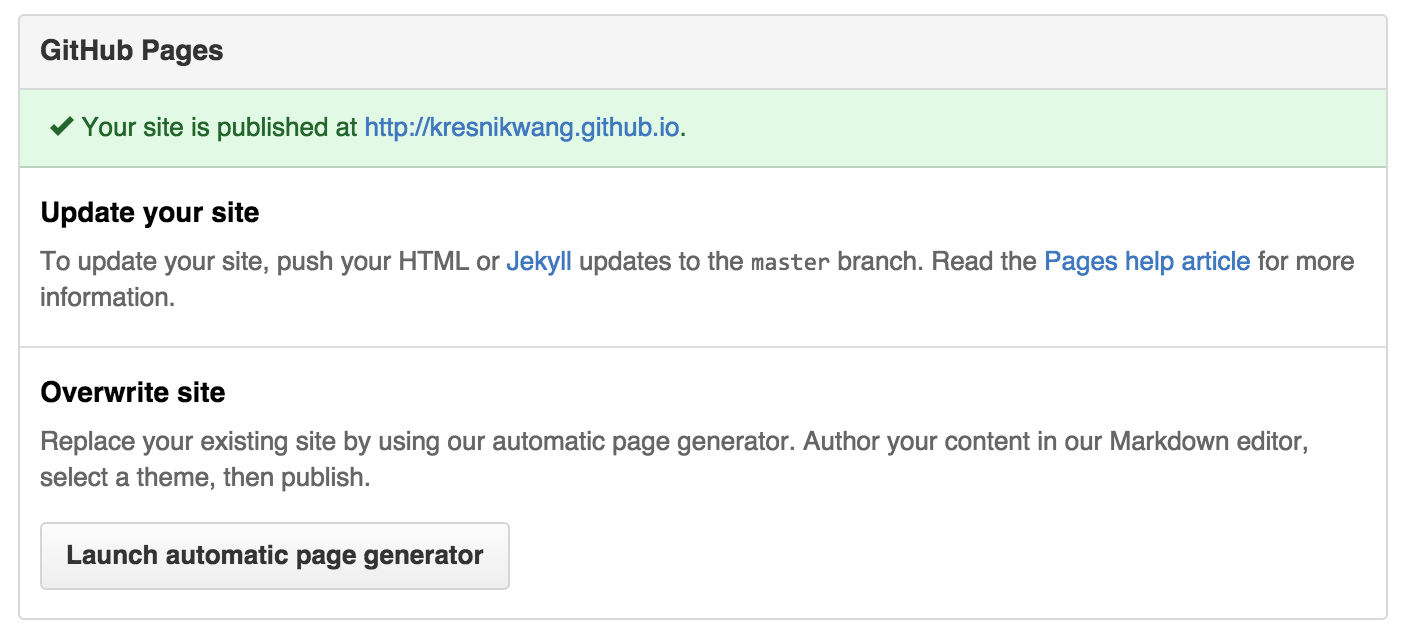 GitHub Pages
✔ Your site is published at http://kresnikwang.github.io.
Update your site
To update your site, push your HTML or Jekyll updates to the master branch. Read the Pages help article for more
information.
Overwrite site
Replace your existing site by using our automatic page generator. Author your content in our Markdown editor,
select a theme, then publish.
Launch automatic page generator